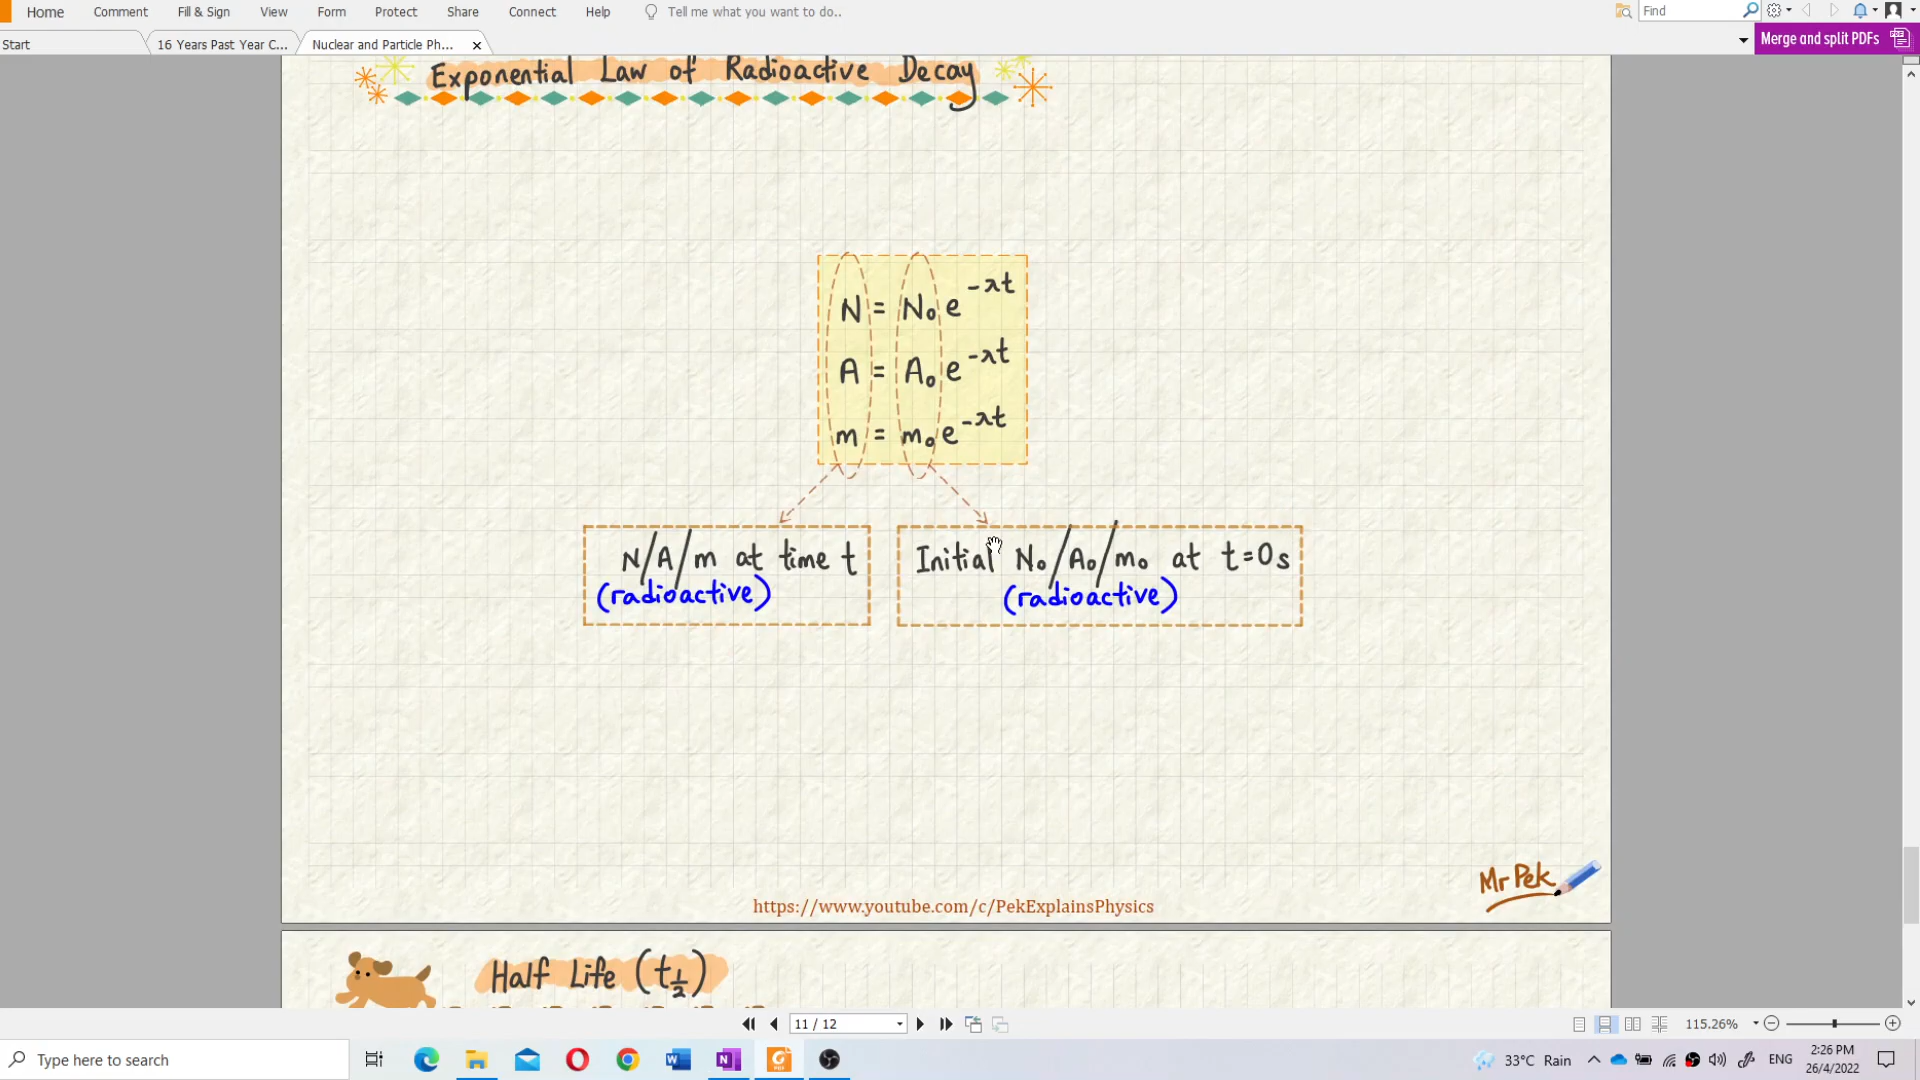 Home Comment Fill & Sign View Form Protect Share Connect Help Tell me what you want to do.. Find
Start 16 Years Past Year C... Nuclear and Particle Ph... Merge and split PDFs
Exponential Law of Radioactive Decay
N = N₀ e^-λt
A = A₀ e^-λt
m = m₀ e^-λt
N/A/m at time t
(radioactive)
Initial N₀/A₀/m₀ at t=0s
(radioactive)
Mr Pek
https://www.youtube.com/c/PekExplainsPhysics
Half Life (t½)
11 / 12 115.26%
Type here to search 33°C Rain ENG 2:26 PM
26/4/2022